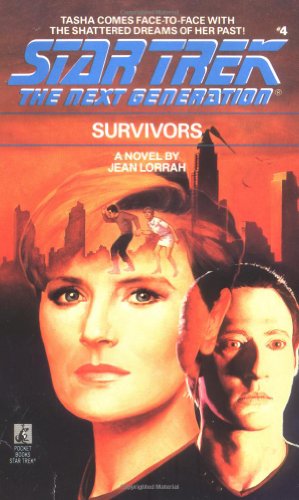 TASHA COMES FACE-TO-FACE WITH
THE SHATTERED DREAMS OF HER PAST!
#4
STAR TREK
THE NEXT GENERATION®
SURVIVORS
A NOVEL BY
JEAN LORRAH
POCKET
BOOKS
STAR TREK